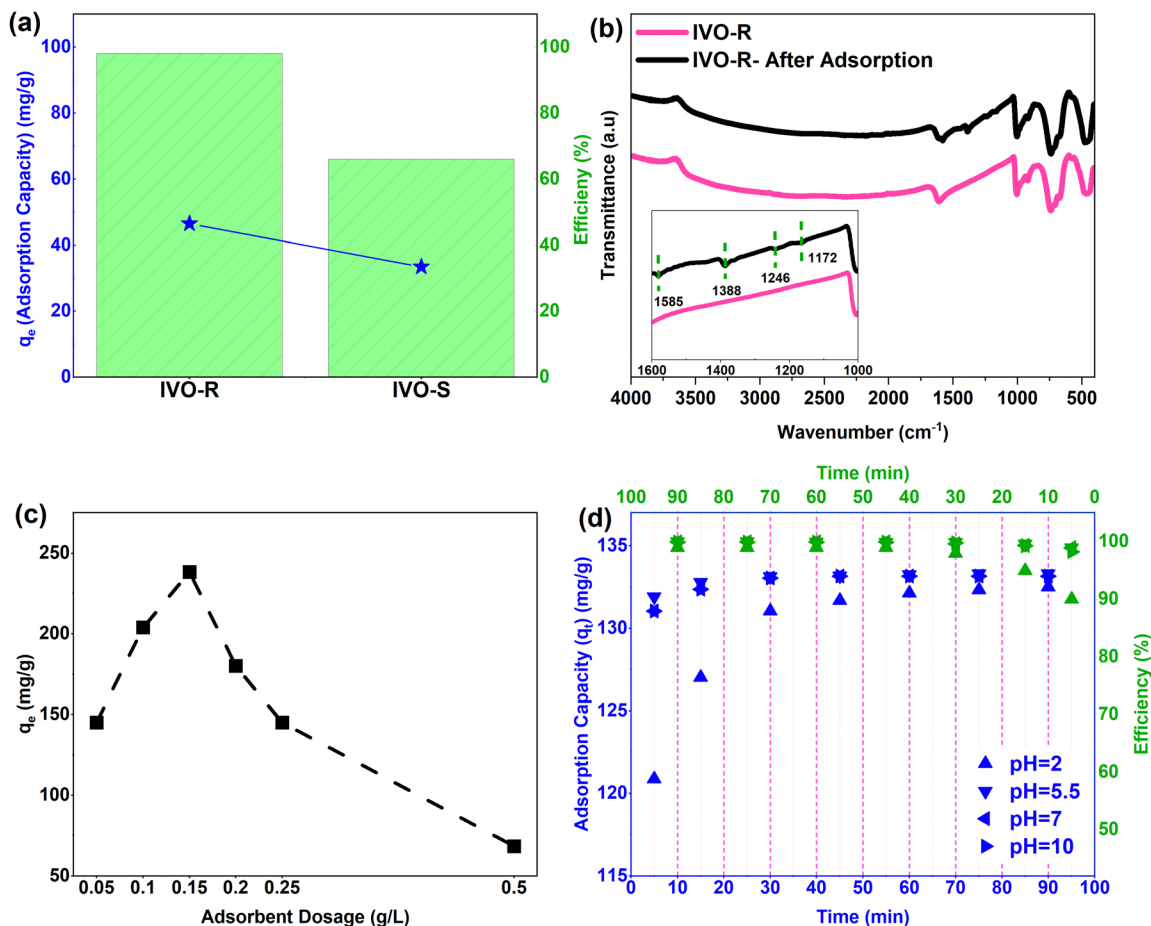 (a)
100
80
60
40
20
0
qe (Adsorption Capacity) (mg/g)
100
80
60
40
20
0
Efficieny (%)
IVO-R
IVO-S
(b)
IVO-R
IVO-R- After Adsorption
Transmittance (a.u)
1585
1388
1246
1172
1600 1400 1200 1000
4000 3500 3000 2500 2000 1500 1000 500
Wavenumber (cm-1)
(c)
250
200
150
100
50
qe (mg/g)
0.05 0.1 0.15 0.2 0.25 0.5
Adsorbent Dosage (g/L)
Time (min)
100 90 80 70 60 50 40 30 20 10 0
(d)
135
130
125
120
115
Adsorption Capacity (qt) (mg/g)
100
90
80
70
60
50
Efficiency (%)
pH=2
pH=5.5
pH=7
pH=10
0 10 20 30 40 50 60 70 80 90 100
Time (min)